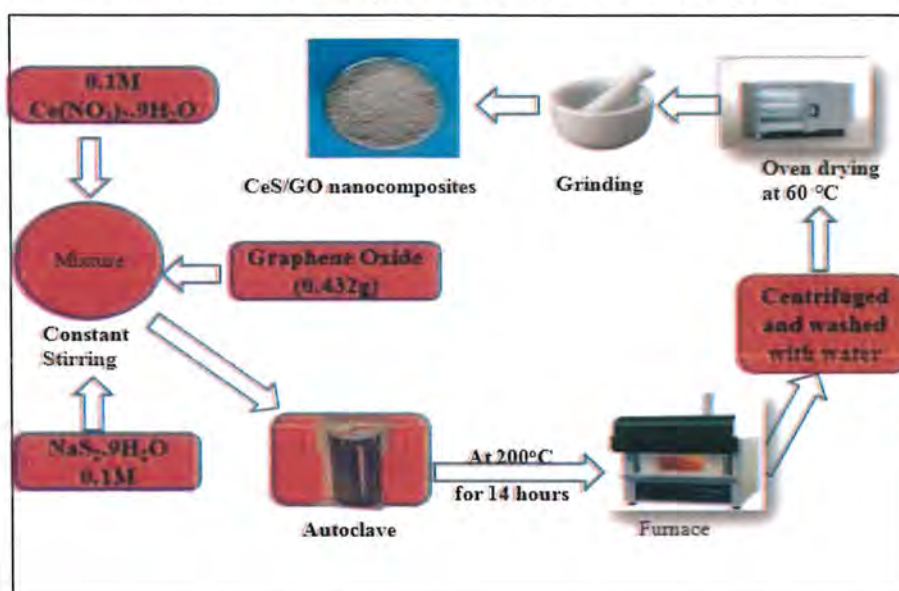 0.1M
Ce(NO₃)₃.9H₂O
Mixture
Constant
Stirring
Graphene Oxide
(0.432g)
NaS₂.9H₂O
0.1M
Autoclave
At 200°C
for 14 hours
Furnace
Centrifuged
and washed
with water
Oven drying
at 60 °C
Grinding
CeS/GO nanocomposites